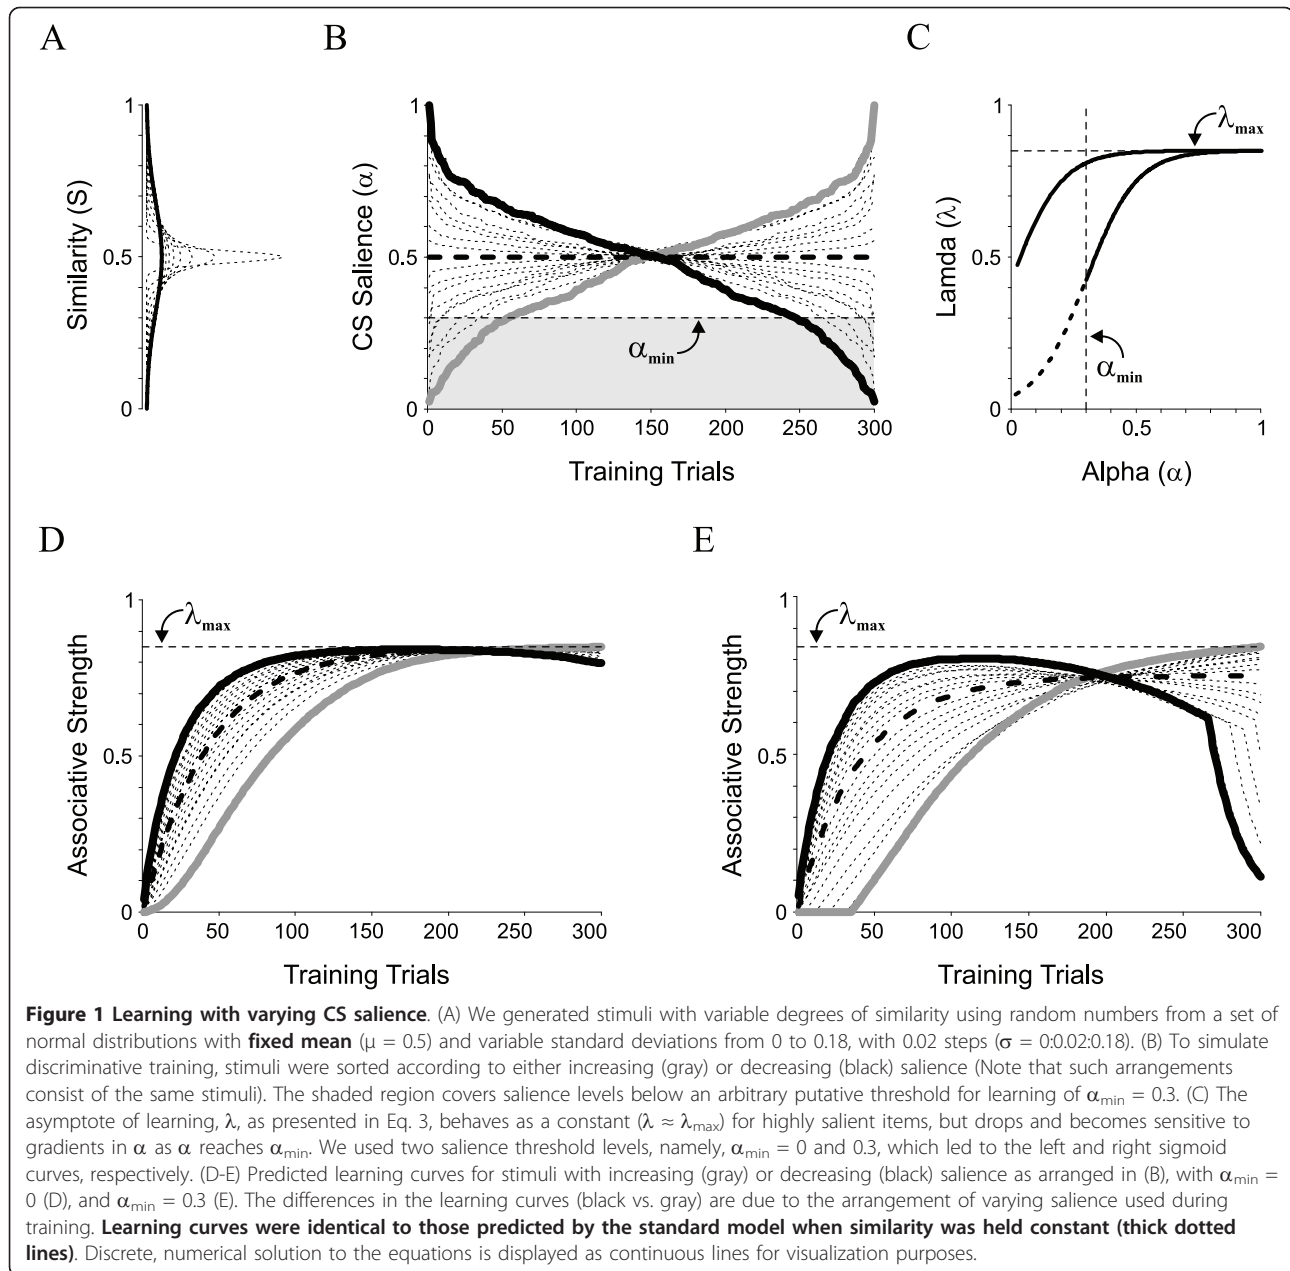 A
B
C
1
0.5
0
Similarity (S)
1
0.5
0
CS Salience (α)
αmin
0
50
100
150
200
250
300
Training Trials
1
0.5
0
Lamda (λ)
λmax
αmin
0
0.5
1
Alpha (α)
D
E
1
0.5
0
Associative Strength
λmax
0
50
100
150
200
250
300
Training Trials
1
0.5
0
Associative Strength
λmax
0
50
100
150
200
250
300
Training Trials
Figure 1 Learning with varying CS salience. (A) We generated stimuli with variable degrees of similarity using random numbers from a set of
normal distributions with fixed mean (μ = 0.5) and variable standard deviations from 0 to 0.18, with 0.02 steps (σ = 0:0.02:0.18). (B) To simulate
discriminative training, stimuli were sorted according to either increasing (gray) or decreasing (black) salience (Note that such arrangements
consist of the same stimuli). The shaded region covers salience levels below an arbitrary putative threshold for learning of αmin = 0.3. (C) The
asymptote of learning, λ, as presented in Eq. 3, behaves as a constant (λ ≈ λmax) for highly salient items, but drops and becomes sensitive to
gradients in α as α reaches αmin. We used two salience threshold levels, namely, αmin = 0 and 0.3, which led to the left and right sigmoid
curves, respectively. (D-E) Predicted learning curves for stimuli with increasing (gray) or decreasing (black) salience as arranged in (B), with αmin =
0 (D), and αmin = 0.3 (E). The differences in the learning curves (black vs. gray) are due to the arrangement of varying salience used during
training. Learning curves were identical to those predicted by the standard model when similarity was held constant (thick dotted
lines). Discrete, numerical solution to the equations is displayed as continuous lines for visualization purposes.